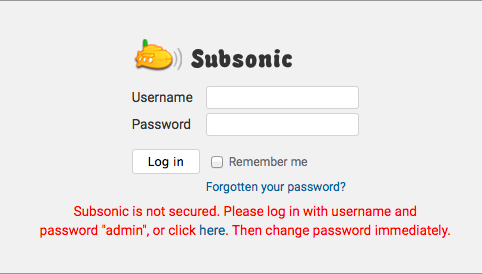 Subsonic
Username
Password
Log in Remember me
Forgotten your password?
Subsonic is not secured. Please log in with username and
password "admin", or click here. Then change password immediately.